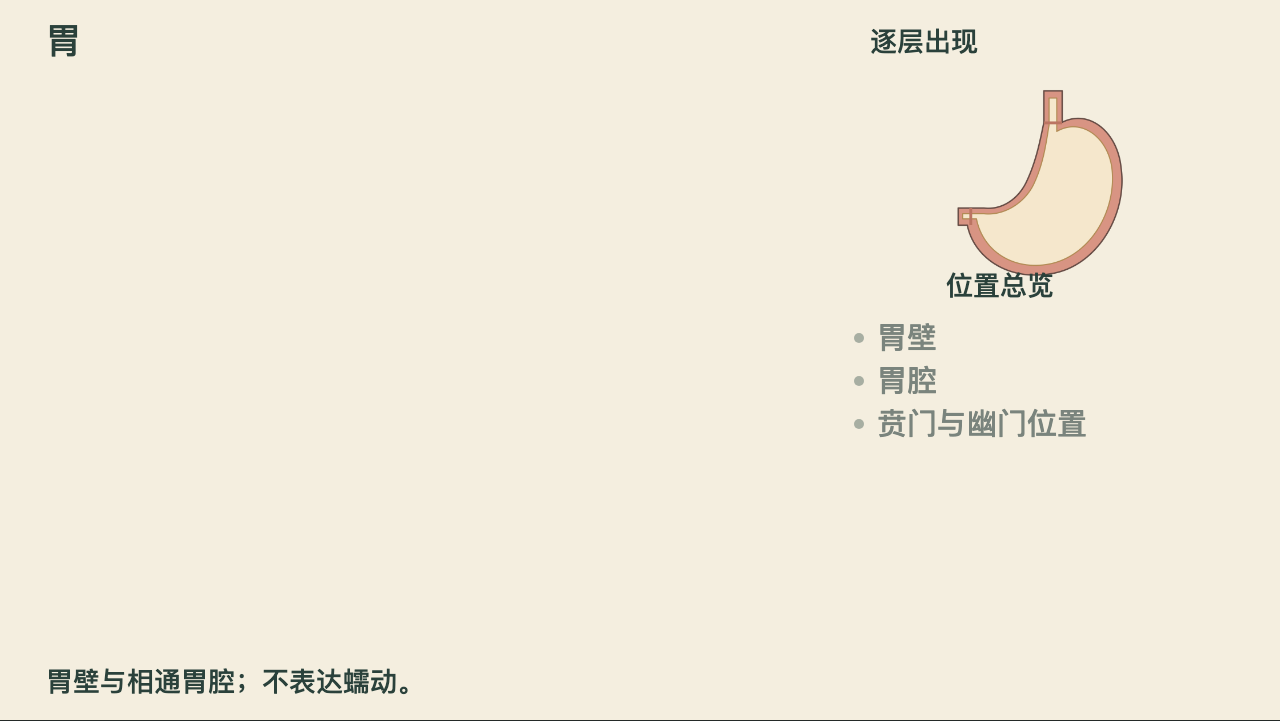 胃
逐层出现
位置总览
• 胃壁
• 胃腔
• 贲门与幽门位置
胃壁与相通胃腔；不表达蠕动。